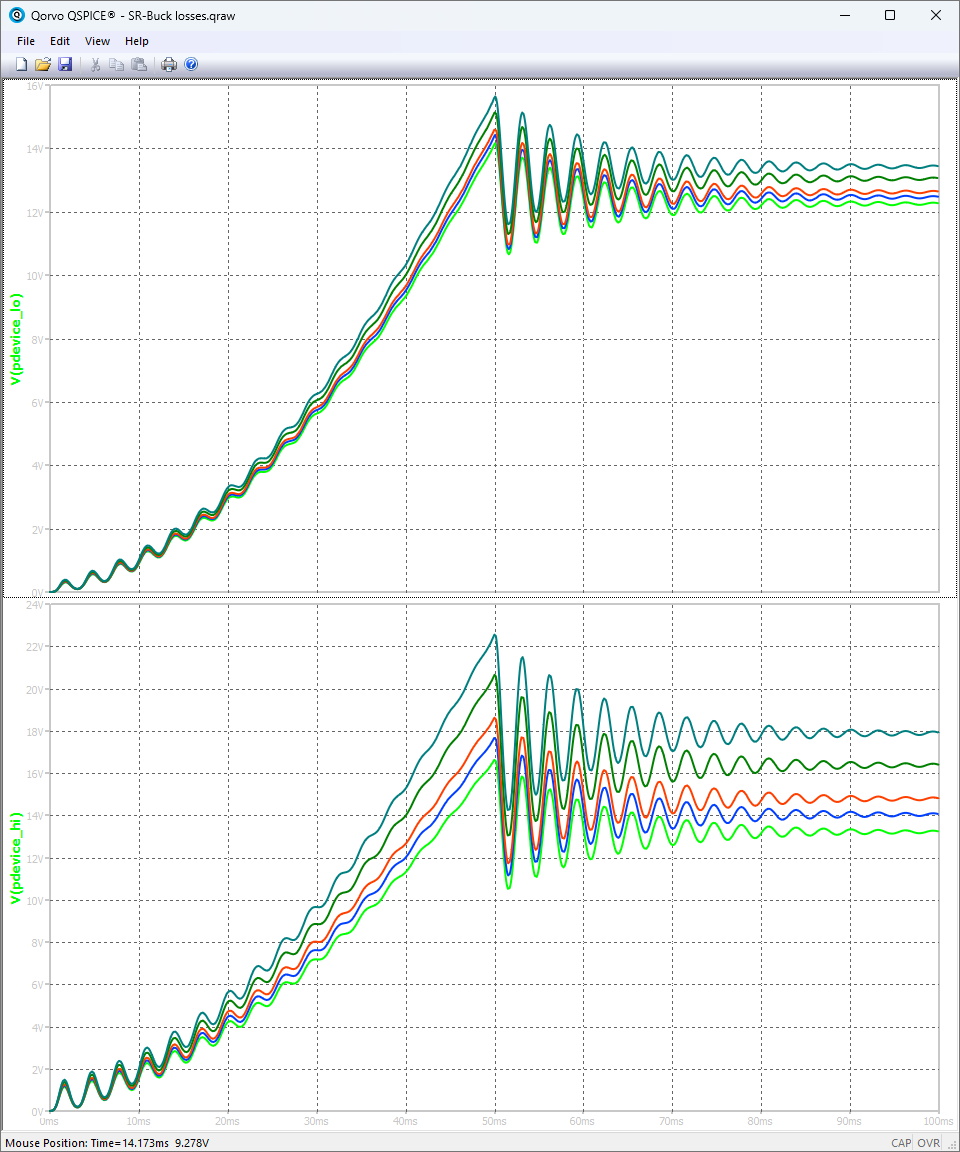 Qorvo QSPICE® - SR-Buck losses.qraw
File Edit View Help
16V
14V
12V
10V
8V
6V
4V
2V
0V
V(pdevice_lo)
24V
22V
20V
18V
16V
14V
12V
10V
8V
6V
4V
2V
0V
V(pdevice_hi)
0ms 10ms 20ms 30ms 40ms 50ms 60ms 70ms 80ms 90ms 100ms
Mouse Position: Time=14.173ms 9.278V CAP OVR